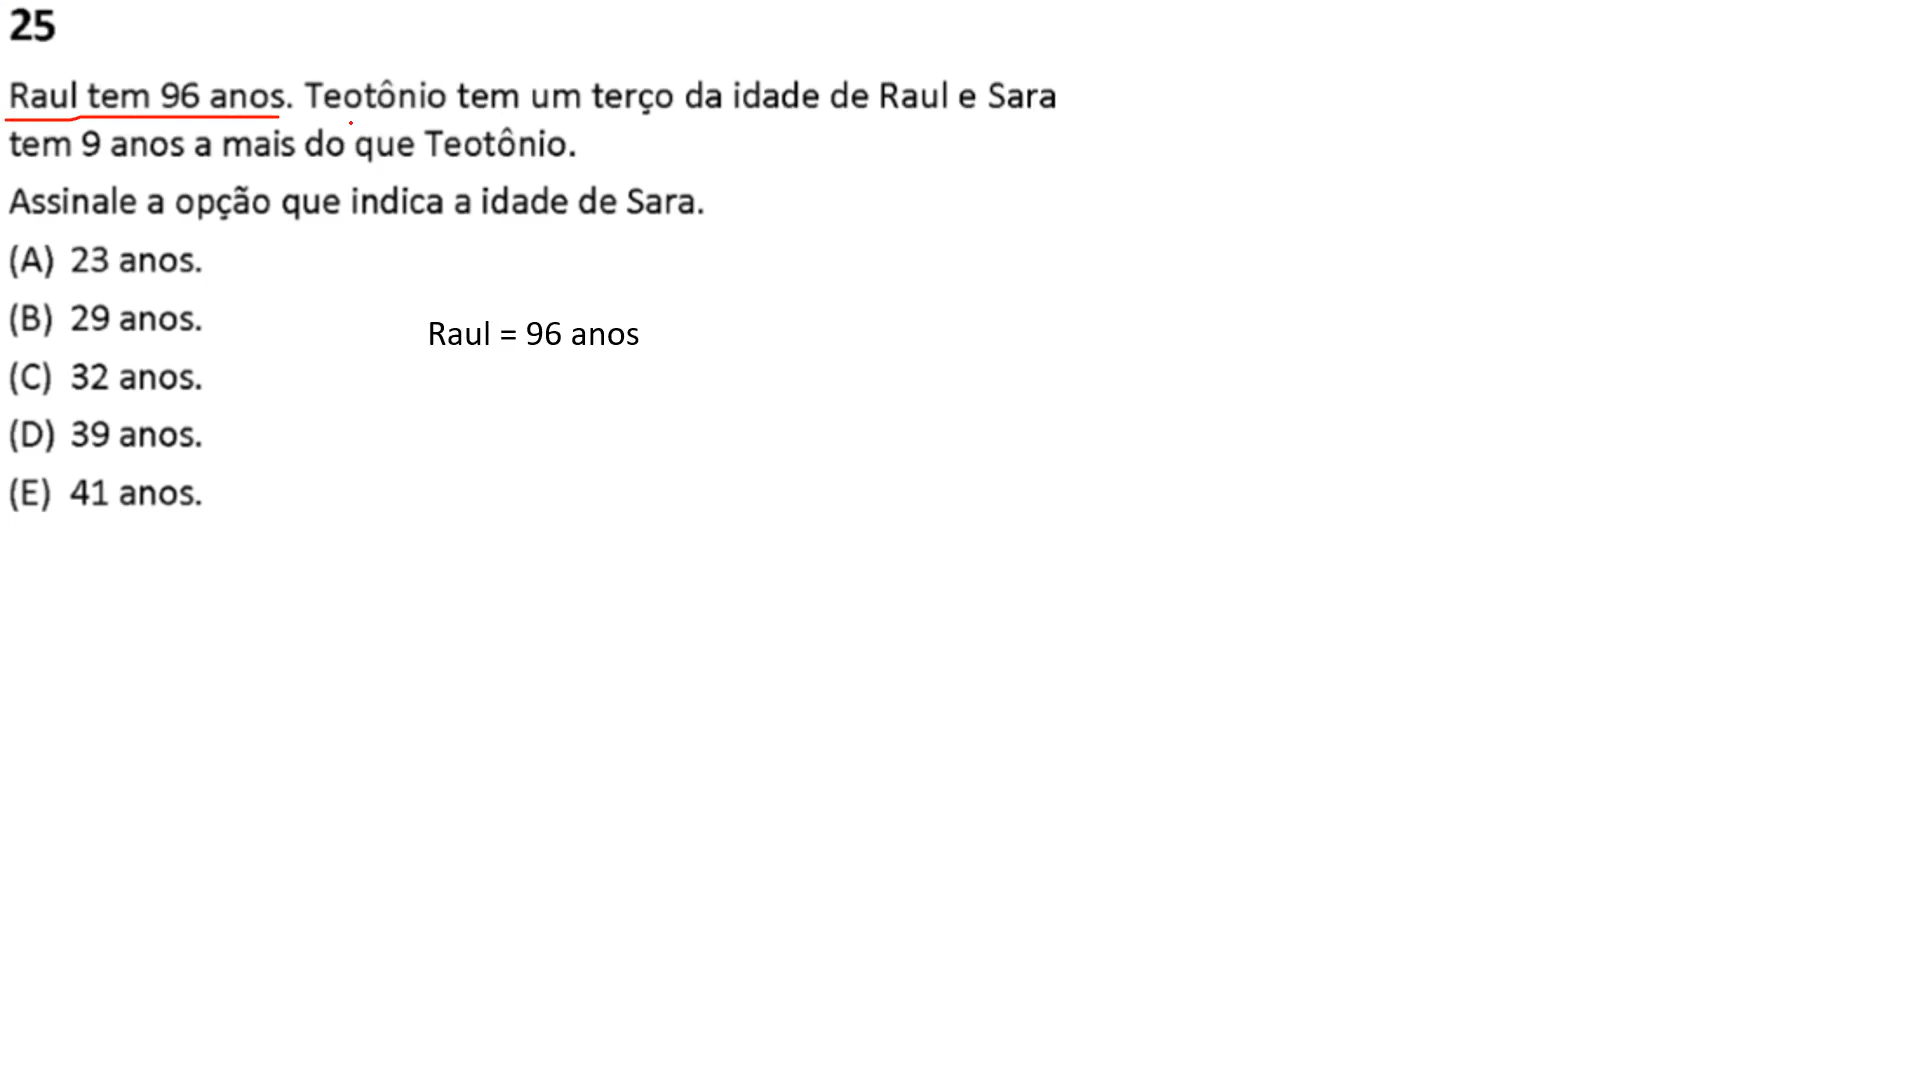 25
Raul tem 96 anos. Teotônio tem um terço da idade de Raul e Sara
tem 9 anos a mais do que Teotônio.
Assinale a opção que indica a idade de Sara.
(A) 23 anos.
(B) 29 anos.
(C) 32 anos.
(D) 39 anos.
(E) 41 anos.
Raul = 96 anos